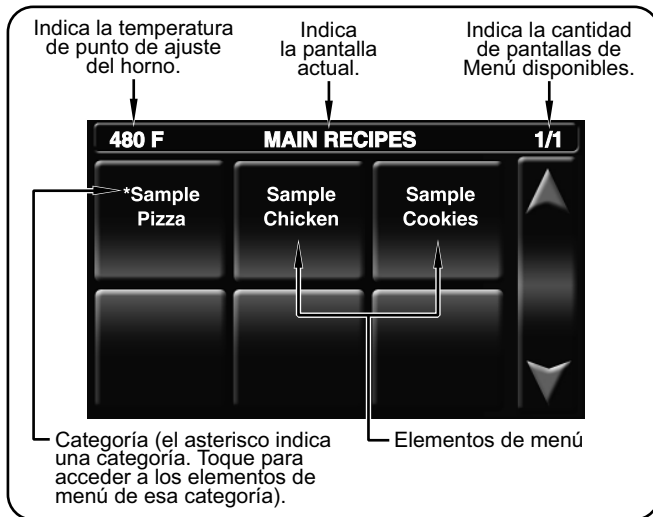 Indica la temperatura
de punto de ajuste
del horno.
Indica
la pantalla
actual.
Indica la cantidad
de pantallas de
Menú disponibles.
480 F
MAIN RECIPES
1/1
*Sample
Pizza
Sample
Chicken
Sample
Cookies
Categoría (el asterisco indica
una categoría. Toque para
acceder a los elementos de
menú de esa categoría).
Elementos de menú